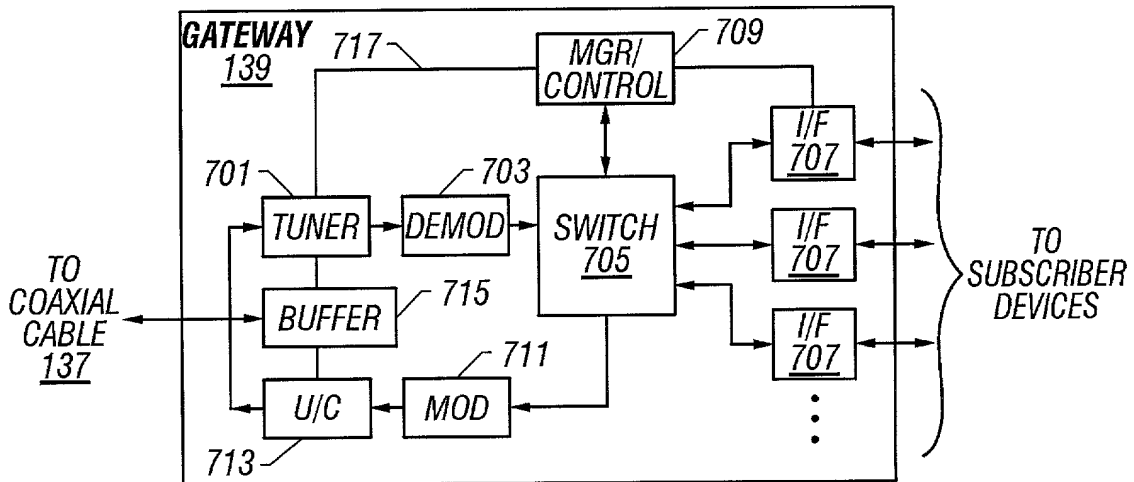 GATEWAY
139
717
MGR/
CONTROL
709
701
TUNER
703
DEMOD
SWITCH
705
I/F
707
I/F
707
I/F
707
TO
COAXIAL
CABLE
137
BUFFER
715
711
U/C
MOD
713
TO
SUBSCRIBER
DEVICES